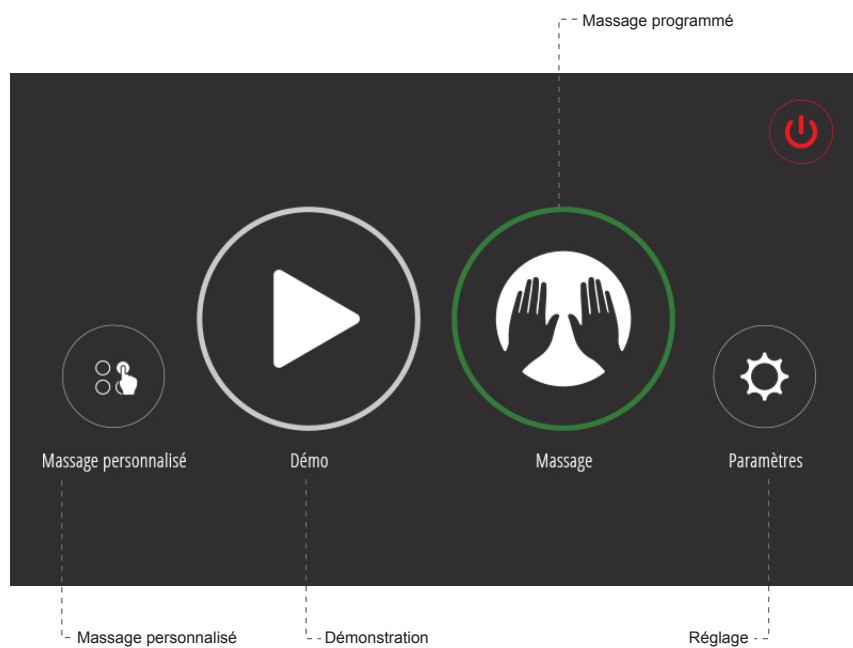 Massage programmé
Massage personnalisé
Démo
Massage
Paramètres
Massage personnalisé
Démonstration
Réglage